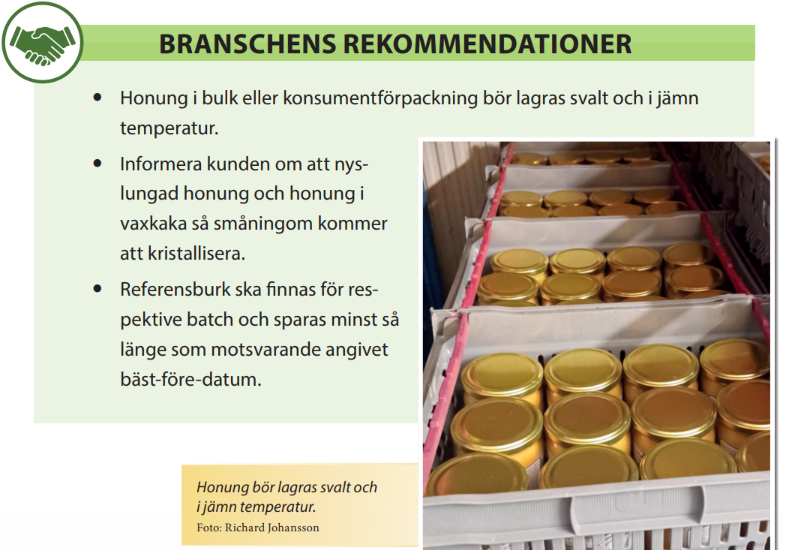 BRANSCHENS REKOMMENDATIONER
• Honung i bulk eller konsumentförpackning bör lagras svalt och i jämn
temperatur.
• Informera kunden om att nys-
lungad honung och honung i
vaxkaka så småningom kommer
att kristallisera.
• Referensburk ska finnas för res-
pektive batch och sparas minst så
länge som motsvarande angivet
bäst-före-datum.
Honung bör lagras svalt och
i jämn temperatur.
Foto: Richard Johansson